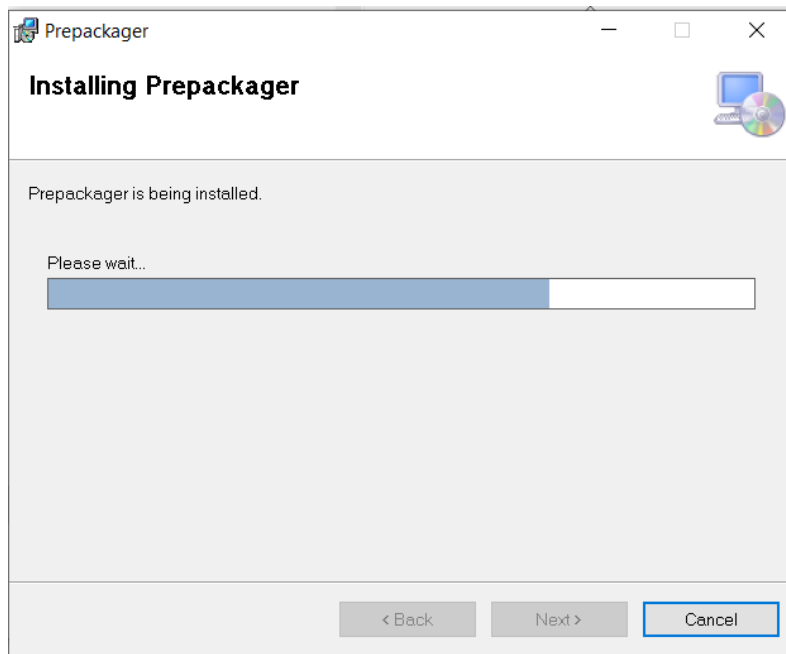 Prepackager
Installing Prepackager
Prepackager is being installed.
Please wait...
< Back Next > Cancel